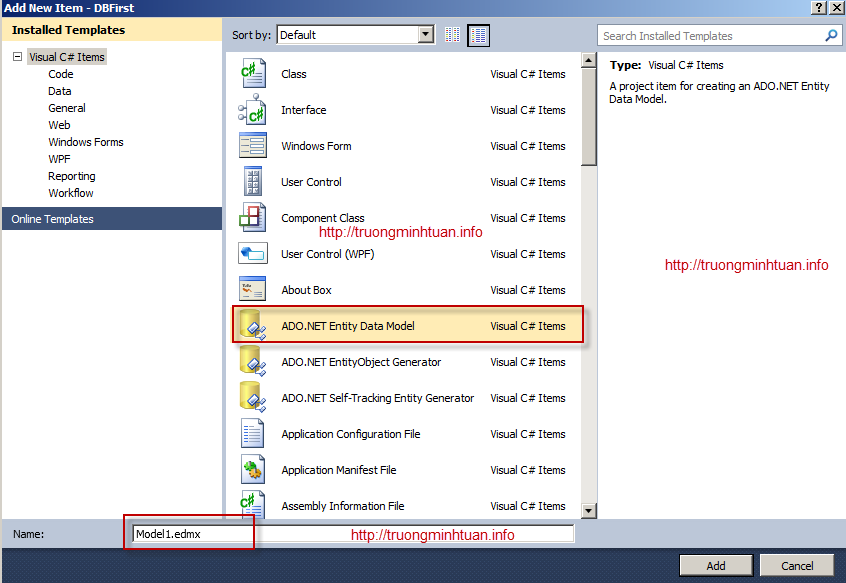 Add New Item - DBFirst
Installed Templates
Visual C# Items
Code
Data
General
Web
Windows Forms
WPF
Reporting
Workflow
Online Templates
Sort by: Default
Search Installed Templates
Class Visual C# Items
Interface Visual C# Items
Windows Form Visual C# Items
User Control Visual C# Items
Component Class Visual C# Items
http://truongminhtuan.info
User Control (WPF) Visual C# Items
About Box Visual C# Items
ADO.NET Entity Data Model Visual C# Items
ADO.NET EntityObject Generator Visual C# Items
ADO.NET Self-Tracking Entity Generator Visual C# Items
Application Configuration File Visual C# Items
Application Manifest File Visual C# Items
Assembly Information File Visual C# Items
Type: Visual C# Items
A project item for creating an ADO.NET Entity
Data Model.
http://truongminhtuan.info
Name: Model1.edmx http://truongminhtuan.info
Add Cancel